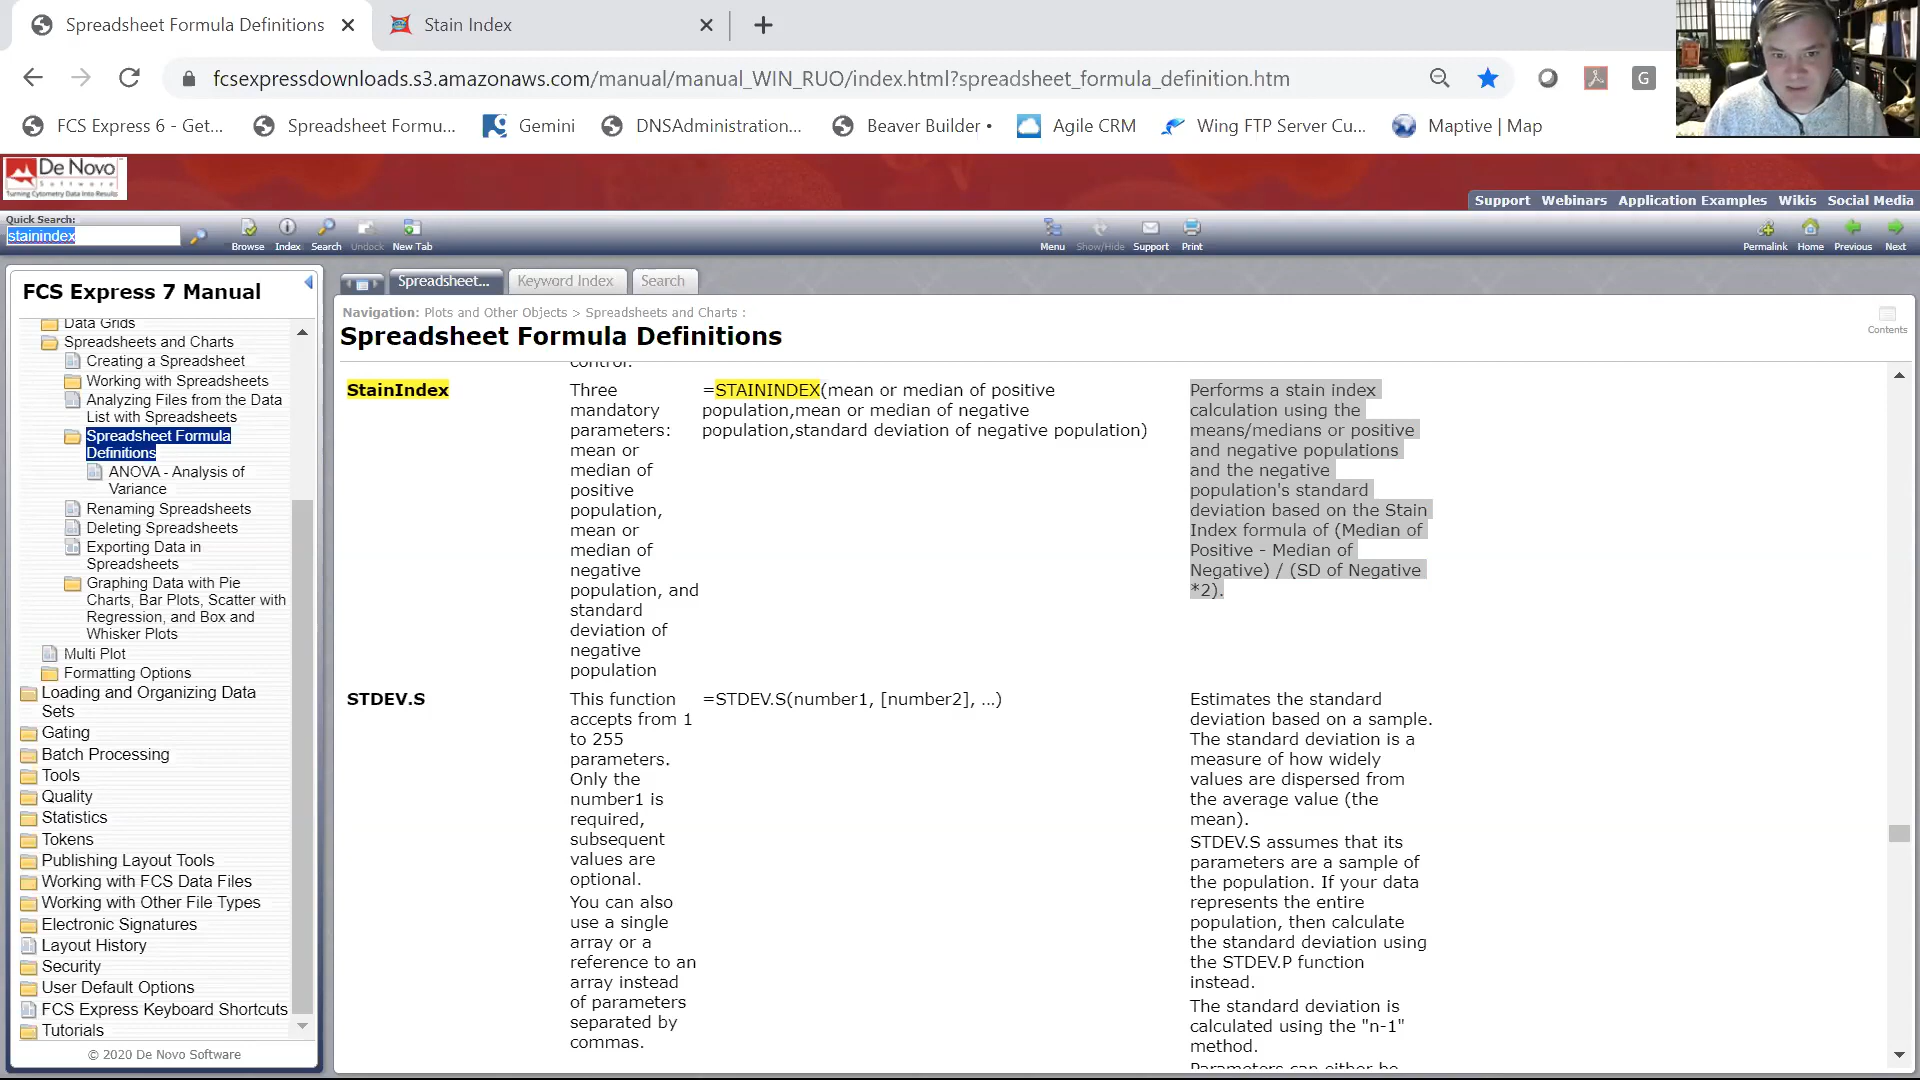 Spreadsheet Formula Definitions
Stain Index
fcsexpressdownloads.s3.amazonaws.com/manual/manual_WIN_RUO/index.html?spreadsheet_formula_definition.htm
G
FCS Express 6 - Get...
Spreadsheet Formu...
Gemini
DNSAdministration...
Beaver Builder •
Agile CRM
Wing FTP Server Cu...
Maptive | Map
De Novo
Software
Turning Cytometry Data Into Results
Support Webinars Application Examples Wikis Social Media
Quick Search:
stainindex
Browse Index Search Undock New Tab
Menu Show/Hide Support Print
Permalink Home Previous Next
FCS Express 7 Manual
Data Grids
Spreadsheets and Charts
Creating a Spreadsheet
Working with Spreadsheets
Analyzing Files from the Data
List with Spreadsheets
Spreadsheet Formula
Definitions
ANOVA - Analysis of
Variance
Renaming Spreadsheets
Deleting Spreadsheets
Exporting Data in
Spreadsheets
Graphing Data with Pie
Charts, Bar Plots, Scatter with
Regression, and Box and
Whisker Plots
Multi Plot
Formatting Options
Loading and Organizing Data
Sets
Gating
Batch Processing
Tools
Quality
Statistics
Tokens
Publishing Layout Tools
Working with FCS Data Files
Working with Other File Types
Electronic Signatures
Layout History
Security
User Default Options
FCS Express Keyboard Shortcuts
Tutorials
© 2020 De Novo Software
Spreadsheet...
Keyword Index
Search
Navigation: Plots and Other Objects > Spreadsheets and Charts :
Spreadsheet Formula Definitions
Contents
control.
StainIndex
Three
mandatory
parameters:
mean or
median of
positive
population,
mean or
median of
negative
population, and
standard
deviation of
negative
population
=STAININDEX(mean or median of positive
population,mean or median of negative
population,standard deviation of negative population)
Performs a stain index
calculation using the
means/medians or positive
and negative populations
and the negative
population's standard
deviation based on the Stain
Index formula of (Median of
Positive - Median of
Negative) / (SD of Negative
*2).
STDEV.S
This function
accepts from 1
to 255
parameters.
Only the
number1 is
required,
subsequent
values are
optional.
You can also
use a single
array or a
reference to an
array instead
of parameters
separated by
commas.
=STDEV.S(number1, [number2], ...)
Estimates the standard
deviation based on a sample.
The standard deviation is a
measure of how widely
values are dispersed from
the average value (the
mean).
STDEV.S assumes that its
parameters are a sample of
the population. If your data
represents the entire
population, then calculate
the standard deviation using
the STDEV.P function
instead.
The standard deviation is
calculated using the "n-1"
method.
Parameters can either be